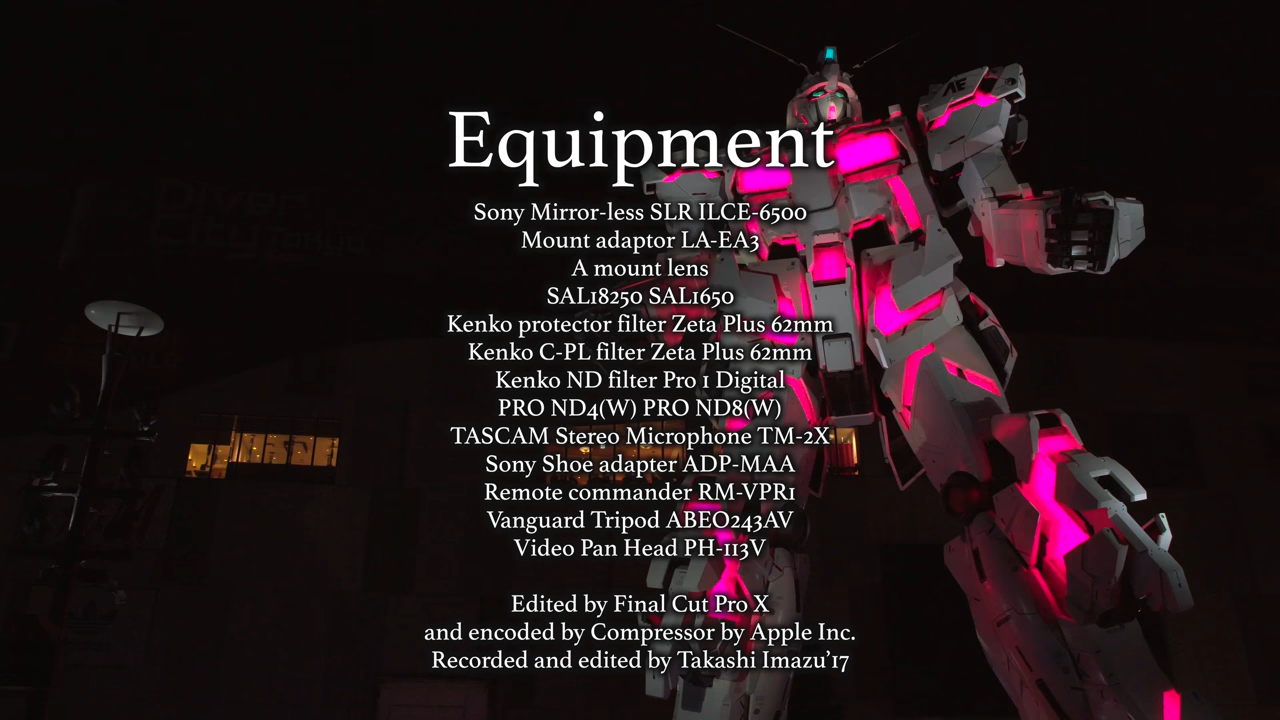 Equipment
Sony Mirror-less SLR ILCE-6500
Mount adaptor LA-EA3
A mount lens
SAL18250 SAL1650
Kenko protector filter Zeta Plus 62mm
Kenko C-PL filter Zeta Plus 62mm
Kenko ND filter Pro 1 Digital
PRO ND4(W) PRO ND8(W)
TASCAM Stereo Microphone TM-2X
Sony Shoe adapter ADP-MAA
Remote commander RM-VPR1
Vanguard Tripod ABEO243AV
Video Pan Head PH-113V
Edited by Final Cut Pro X
and encoded by Compressor by Apple Inc.
Recorded and edited by Takashi Imazu'17